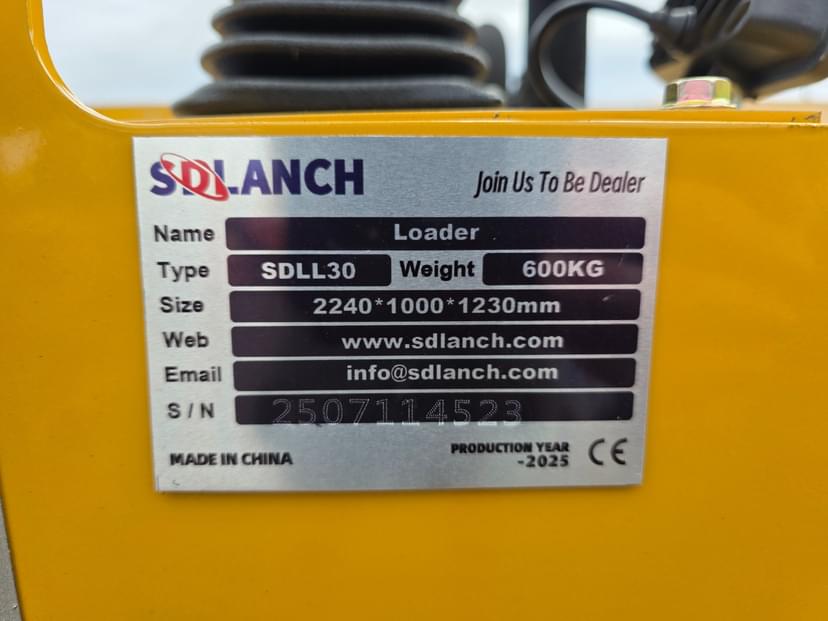 SDLANCH
Join Us To Be Dealer
Name Loader
Type SDLL30 Weight 600KG
Size 2240*1000*1230mm
Web www.sdlanch.com
Email info@sdlanch.com
S/N 2507114523
MADE IN CHINA
PRODUCTION YEAR
-2025 CE